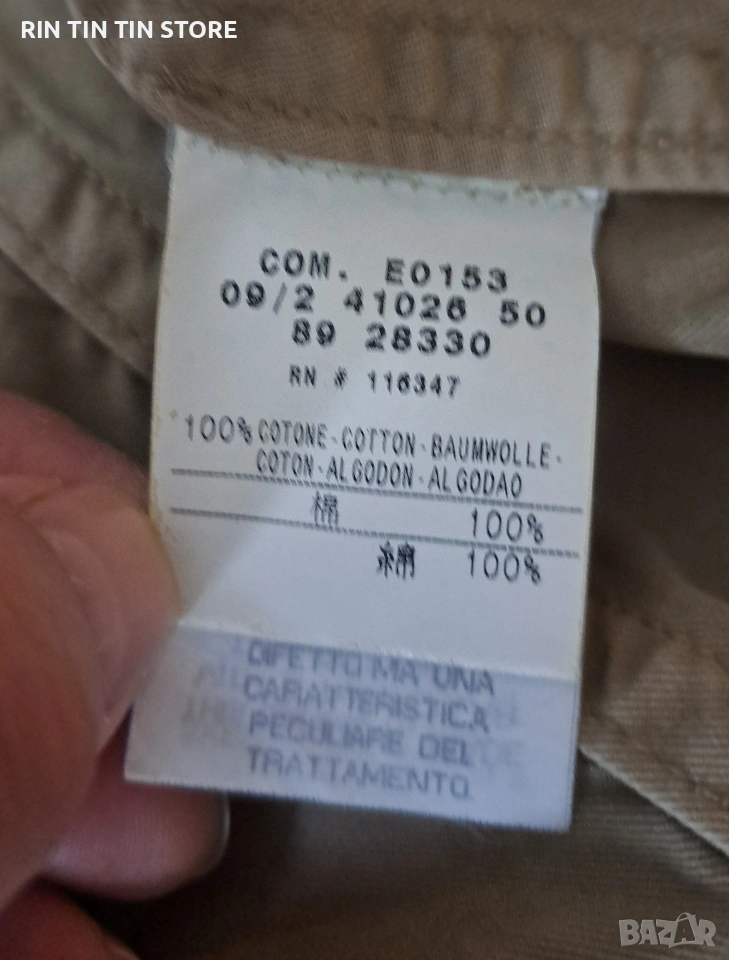 RIN TIN TIN STORE
COM. E0153
09/2 41026 50
89 28330
RN # 116347
100% COTONE-COTTON-BAUMWOLLE-
COTON-ALGODON-ALGODAO
棉 100%
綿 100%
DIFETTO MA UNA
CARATTERISTICA
PECULIARE DEL
TRATTAMENTO
BAZAR